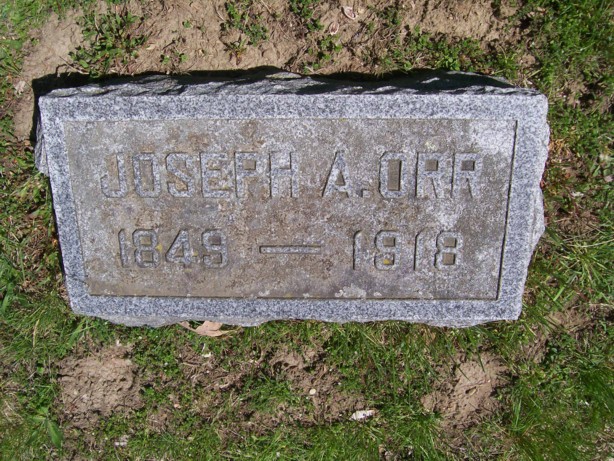 JOSEPH A. ORR
1849 — 1918